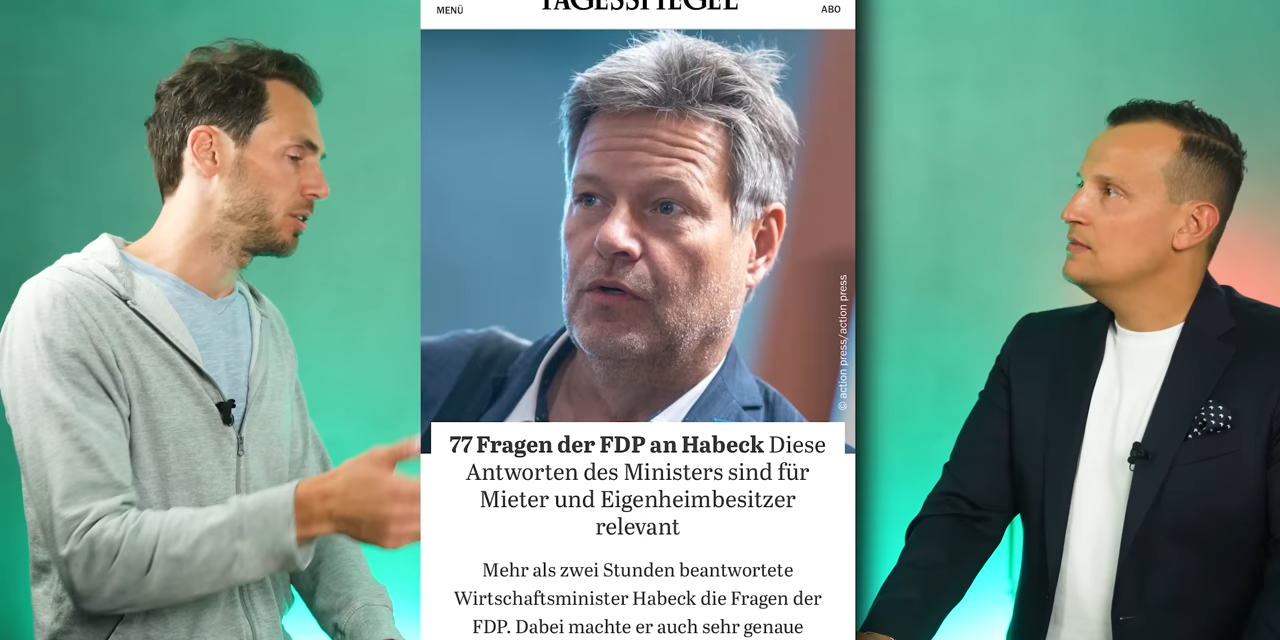 MENÜ
TAGESSPIEGEL
ABO
© action press/action press
77 Fragen der FDP an Habeck Diese
Antworten des Ministers sind für
Mieter und Eigenheimbesitzer
relevant
Mehr als zwei Stunden beantwortete
Wirtschaftsminister Habeck die Fragen der
FDP. Dabei machte er auch sehr genaue